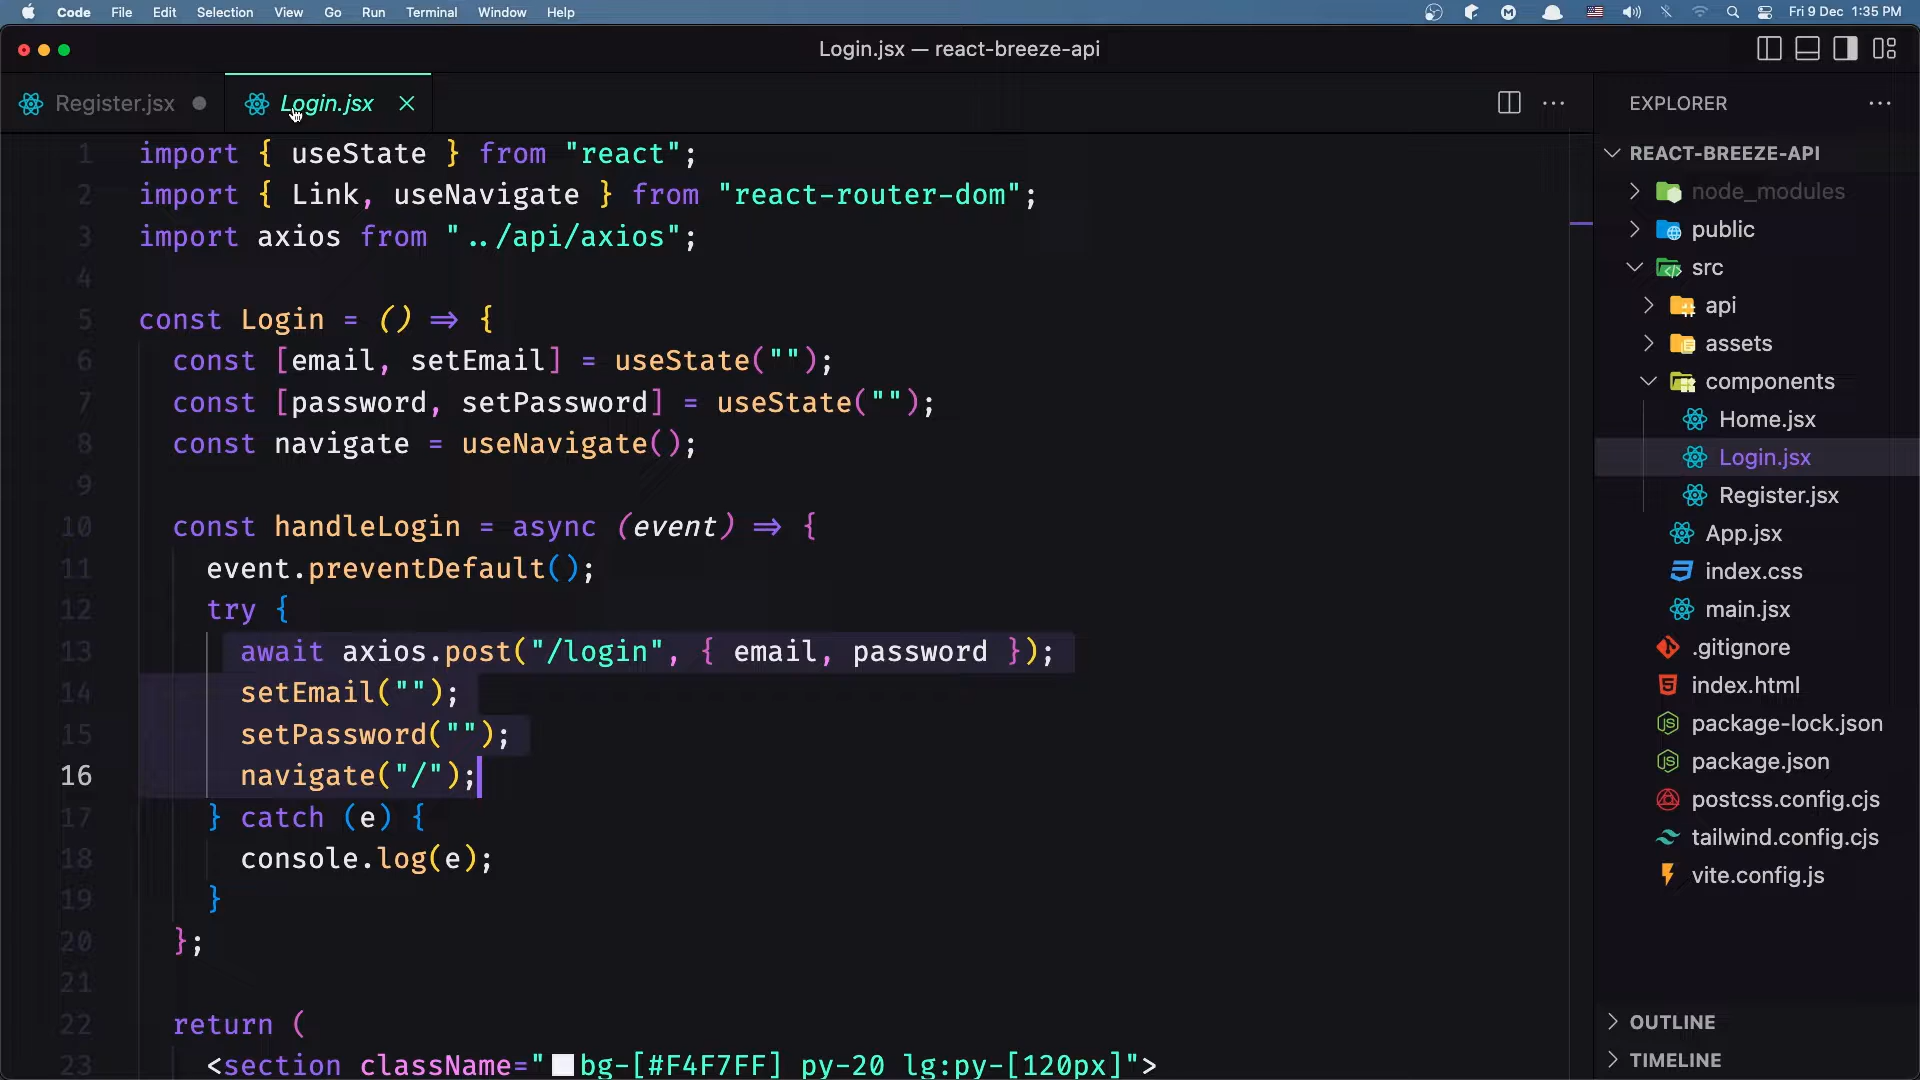 Code File Edit Selection View Go Run Terminal Window Help Fri 9 Dec 1:35 PM
Login.jsx — react-breeze-api
Register.jsx Login.jsx
1 import { useState } from "react";
2 import { Link, useNavigate } from "react-router-dom";
3 import axios from "../api/axios";
4
5 const Login = () => {
6 const [email, setEmail] = useState("");
7 const [password, setPassword] = useState("");
8 const navigate = useNavigate();
9
10 const handleLogin = async (event) => {
11 event.preventDefault();
12 try {
13 await axios.post("/login", { email, password });
14 setEmail("");
15 setPassword("");
16 navigate("/");
17 } catch (e) {
18 console.log(e);
19 }
20 };
21
22 return (
23 <section className="bg-[#F4F7FF] py-20 lg:py-[120px]">
EXPLORER
REACT-BREEZE-API
node_modules
public
src
api
assets
components
Home.jsx
Login.jsx
Register.jsx
App.jsx
index.css
main.jsx
.gitignore
index.html
package-lock.json
package.json
postcss.config.cjs
tailwind.config.cjs
vite.config.js
OUTLINE
TIMELINE